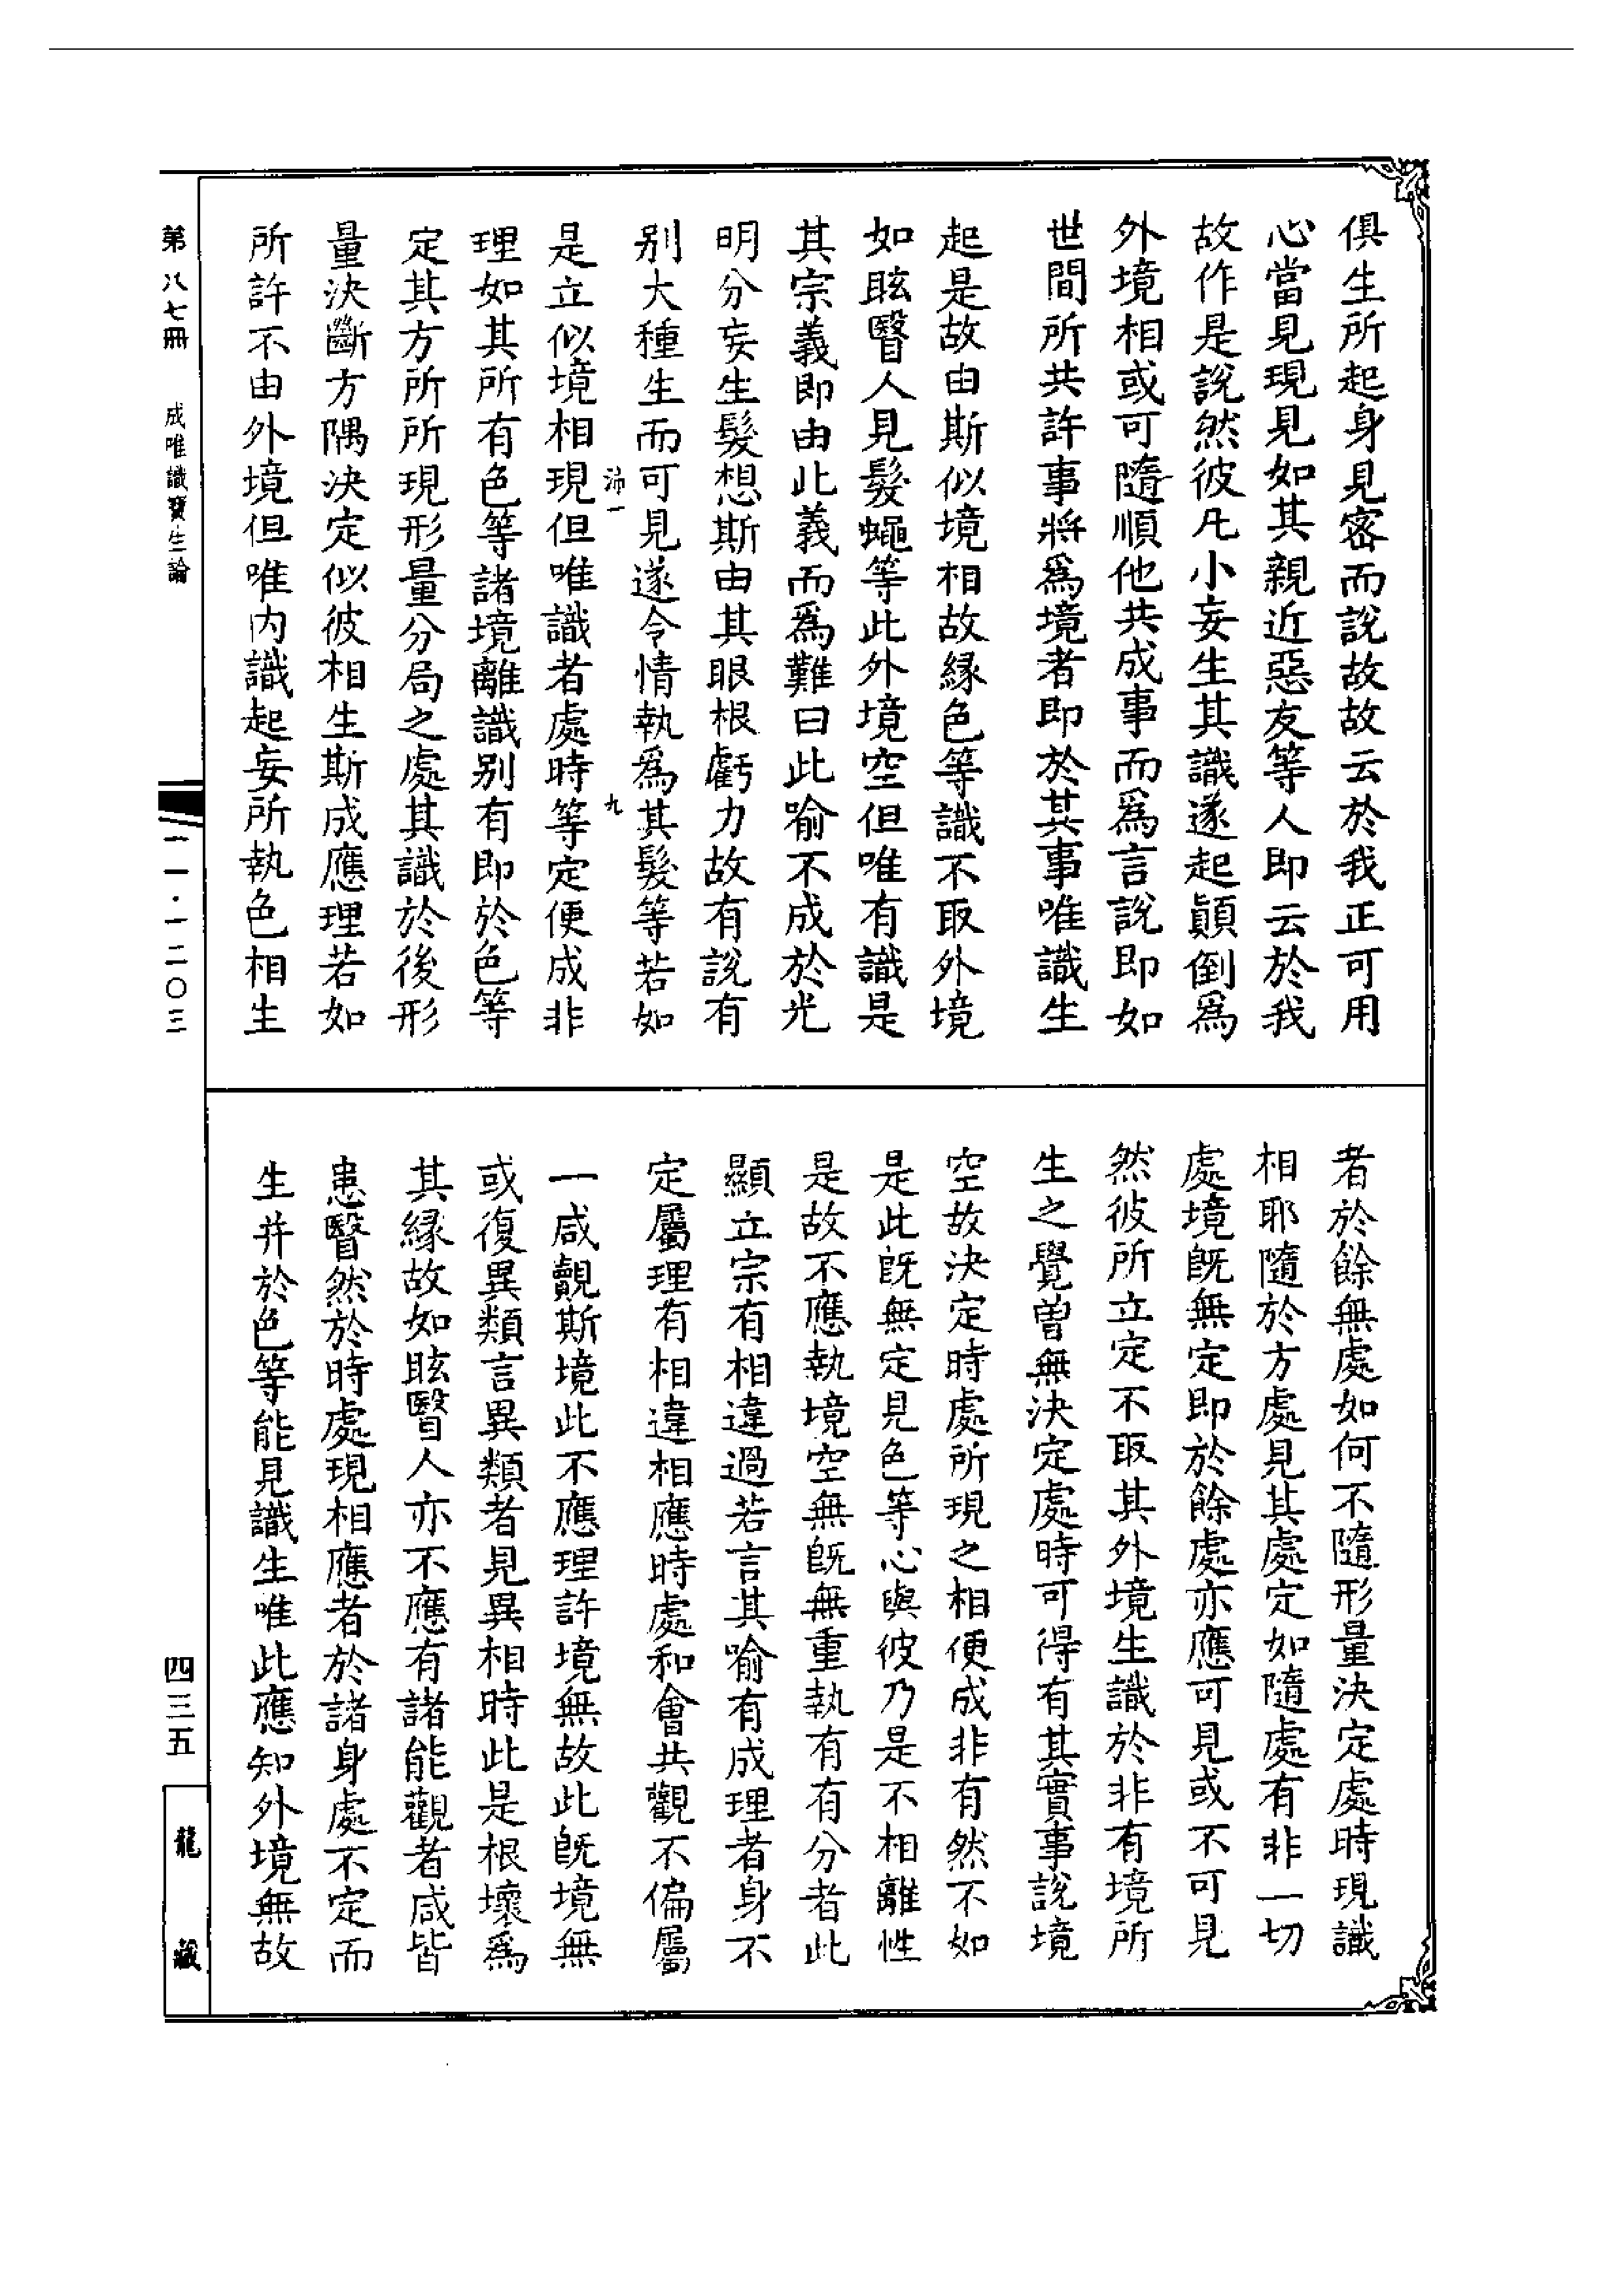 俱生所起身見密而說故故云於我正可用
心當見現見如其親近惡友等人即云於我
故作是說然彼凡小妄生其識遂起顚倒爲
外境相或可隨順他共成事而爲言說即如
世間所共許事將爲境者即於其事唯識生
起是故由斯似境相故縁色等識不取外境
如眩瞖人見髮蠅等此外境空但唯有識是
其宗義即由此義而爲難曰此喻不成於光
明分妄生髮想斯由其眼根虧力故有說有
別大種生而可見遂令情執爲其髮等若如
沛一 九
是立似境相現但唯識者處時等定便成非
理如其所有色等諸境離識別有即於色等
定其方所所現形量分局之處其識於後形
量決斷方隅決定似彼相生斯成應理若如
所許不由外境但唯內識起妄所執色相生
者於餘無處如何不隨形量決定處時現識
相耶隨於方處見其處定如隨處有非一切
處境既無定即於餘處亦應可見或不可見
然彼所立定不取其外境生識於非有境所
生之覺曾無決定處時可得有其實事說境
空故決定時處所現之相便成非有然不如
是此既無定見色等心與彼乃是不相離性
是故不應執境空無既無重執有有分者此
顯立宗有相違過若言其喻有成理者身不
定屬理有相違相應時處和會共觀不偏屬
一咸覩斯境此不應理許境無故此既境無
或復異類言異類者見異相時此是根壞爲
其縁故如眩瞖人亦不應有諸能觀者咸皆
患瞖然於時處現相應者於諸身處不定而
生并於色等能見識生唯此應知外境無故
第八七冊 成唯識寶生論
一一·一二〇三
四三五
龍藏